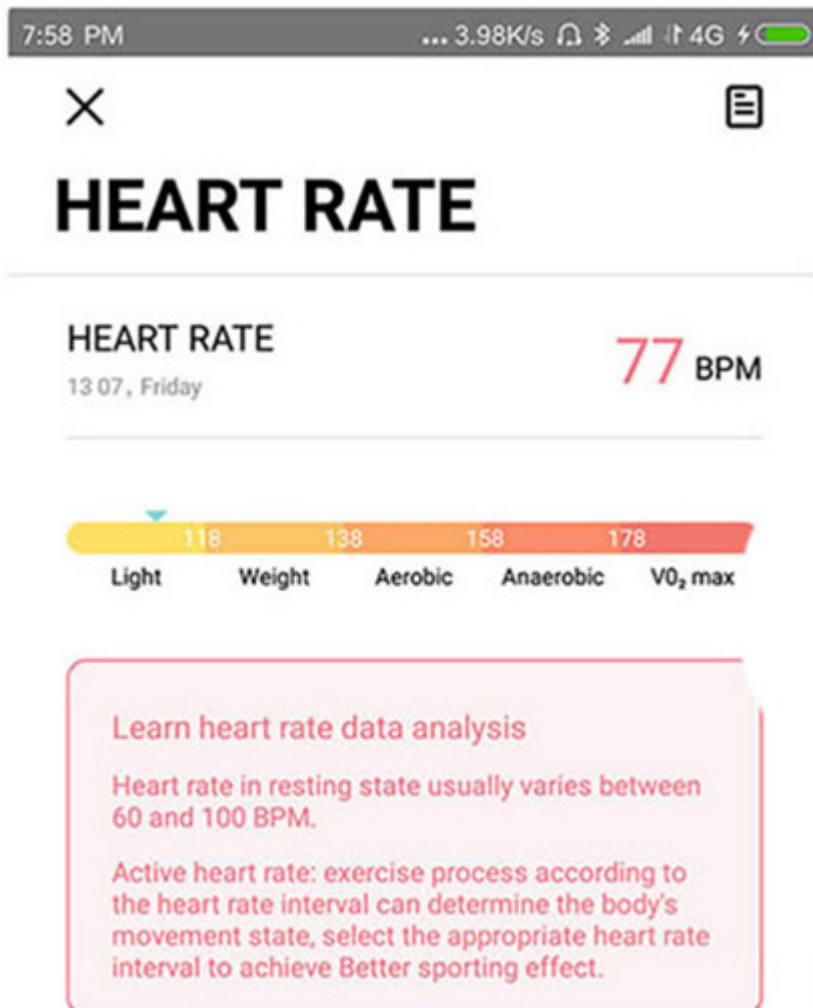 7:58 PM ... 3.98K/s 4G
HEART RATE
HEART RATE
13 07, Friday
77 BPM
118 138 158 178
Light Weight Aerobic Anaerobic V0₂ max
Learn heart rate data analysis
Heart rate in resting state usually varies between
60 and 100 BPM.
Active heart rate: exercise process according to
the heart rate interval can determine the body's
movement state, select the appropriate heart rate
interval to achieve Better sporting effect.